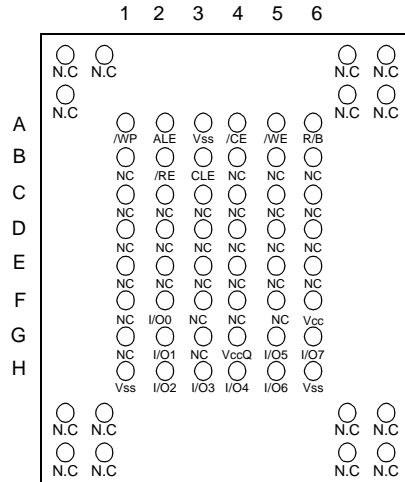 1 2 3 4 5 6
N.C N.C N.C N.C
N.C N.C N.C
A
/WP ALE Vss /CE /WE R/B
B
NC /RE CLE NC NC NC
C
NC NC NC NC NC NC
D
NC NC NC NC NC NC
E
NC NC NC NC NC NC
F
NC I/O0 NC NC NC Vcc
G
NC I/O1 NC VccQ I/O5 I/O7
H
Vss I/O2 I/O3 I/O4 I/O6 Vss
N.C N.C N.C N.C
N.C N.C N.C N.C